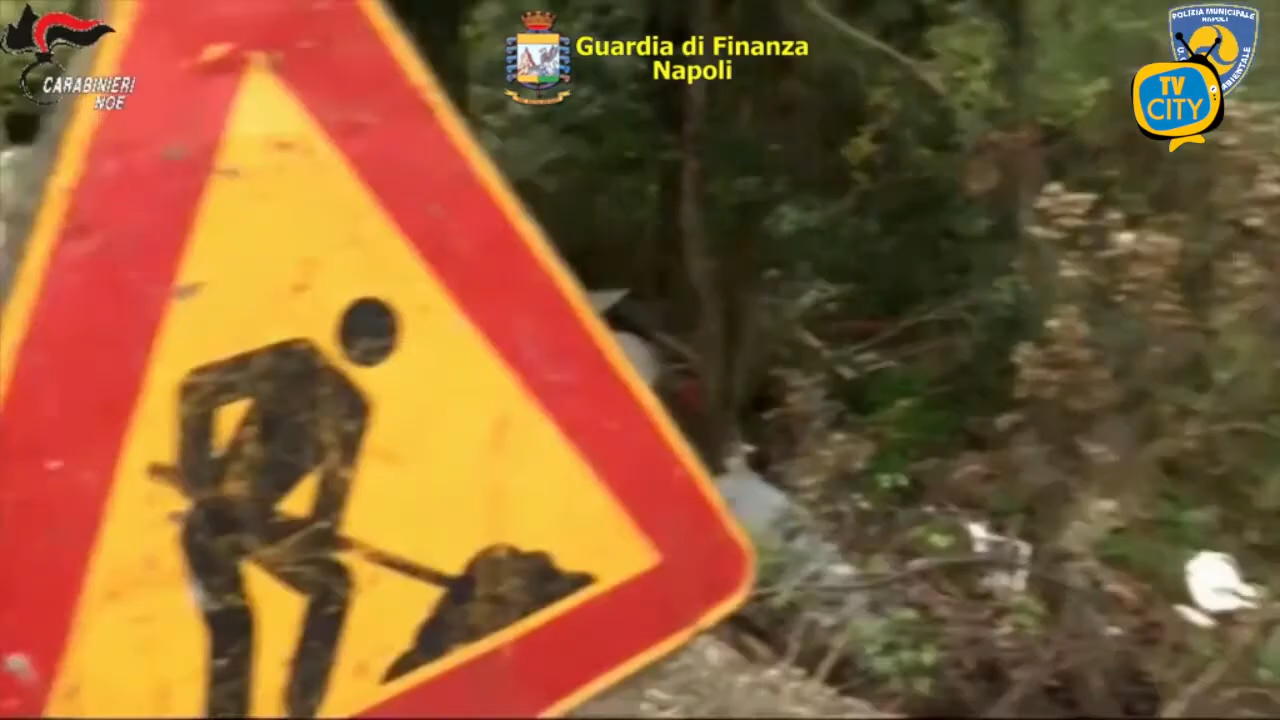 CARABINIERI
NOE
Guardia di Finanza
Napoli
POLIZIA MUNICIPALE
NAPOLI
TV
CITY